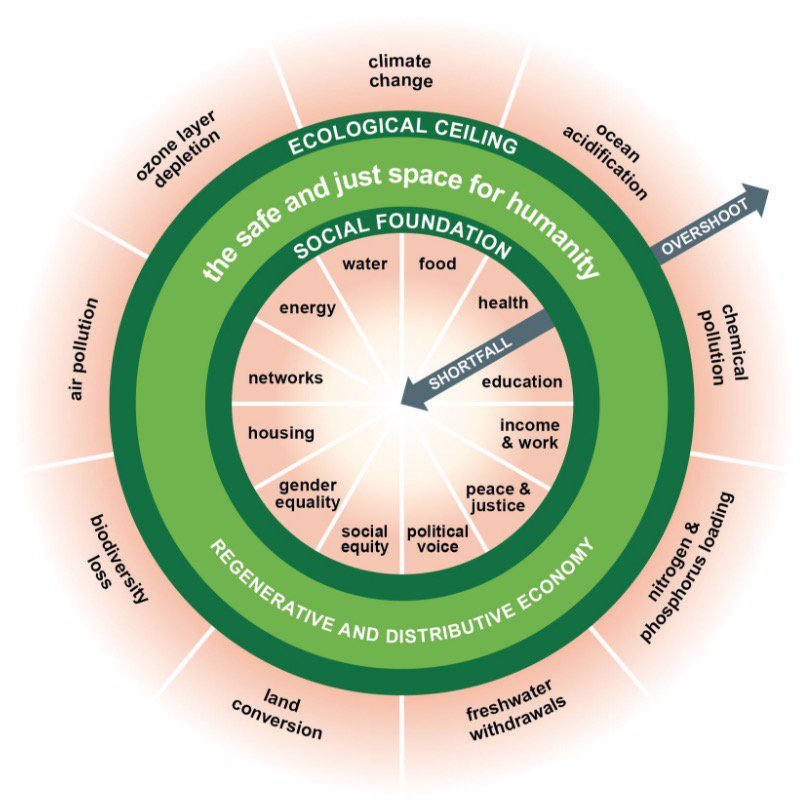 climate
change
ozone layer
depletion
ocean
acidification
ECOLOGICAL CEILING
the safe and just space for humanity
SOCIAL FOUNDATION
OVERSHOOT
water
food
energy
health
SHORTFALL
air pollution
chemical
pollution
networks
education
housing
income
& work
gender
equality
peace &
justice
social
equity
political
voice
biodiversity
loss
nitrogen &
phosphorus loading
REGENERATIVE AND DISTRIBUTIVE ECONOMY
land
conversion
freshwater
withdrawals